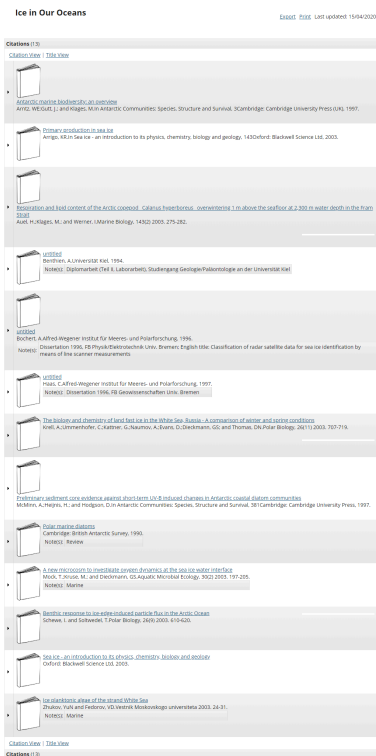 Ice in Our Oceans
Export Print Last updated: 15/04/2020
Citations (13)
Citation View | Title View
Antarctic marine biodiversity: an overview
Arntz, WE;Gutt, J.; and Klages, M.In Antarctic Communities: Species, Structure and Survival, 3Cambridge: Cambridge University Press (UK), 1997.
Primary production in sea ice
Arrigo, KR.In Sea ice - an introduction to its physics, chemistry, biology and geology, 143Oxford: Blackwell Science Ltd, 2003.
Respiration and lipid content of the Arctic copepod Calanus hyperboreus overwintering 1 m above the seafloor at 2,300 m water depth in the Fram
Strait
Auel, H.;Klages, M.; and Werner, I.Marine Biology, 143(2) 2003. 275-282.
untitled
Benthien, A.Universität Kiel, 1994.
Note(s): Diplomarbeit (Teil II, Laborarbeit), Studiengang Geologie/Paläontologie an der Universität Kiel
untitled
Bochert, A.Alfred-Wegener Institut für Meeres- und Polarforschung, 1996.
Note(s): Dissertation 1996, FB Physik/Elektrotechnik Univ. Bremen; English title: Classification of radar satellite data for sea ice identification by
means of line scanner measurements
untitled
Haas, C.Alfred-Wegener Institut für Meeres- und Polarforschung, 1997.
Note(s): Dissertation 1996, FB Geowissenschaften Univ. Bremen
The biology and chemistry of land fast ice in the White Sea, Russia - A comparison of winter and spring conditions
Krell, A.;Ummenhofer, C.;Kattner, G.;Naumov, A.;Evans, D.;Dieckmann, GS; and Thomas, DN.Polar Biology, 26(11) 2003. 707-719.
Preliminary sediment core evidence against short-term UV-B induced changes in Antarctic coastal diatom communities
McMinn, A.;Heijnis, H.; and Hodgson, D.In Antarctic Communities: Species, Structure and Survival, 381Cambridge: Cambridge University Press, 1997.
Polar marine diatoms
Cambridge: British Antarctic Survey, 1990.
Note(s): Review
A new microcosm to investigate oxygen dynamics at the sea ice water interface
Mock, T.;Kruse, M.; and Dieckmann, GS.Aquatic Microbial Ecology, 30(2) 2003. 197-205.
Note(s): Marine
Benthic response to ice-edge-induced particle flux in the Arctic Ocean
Schewe, I. and Soltwedel, T.Polar Biology, 26(9) 2003. 610-620.
Sea ice - an introduction to its physics, chemistry, biology and geology
Oxford: Blackwell Science Ltd, 2003.
Ice planktonic algae of the strand White Sea
Zhukov, YuN and Fedorov, VD.Vestnik Moskovskogo universiteta 2003. 24-31.
Note(s): Marine
Citation View | Title View
Citations (13)